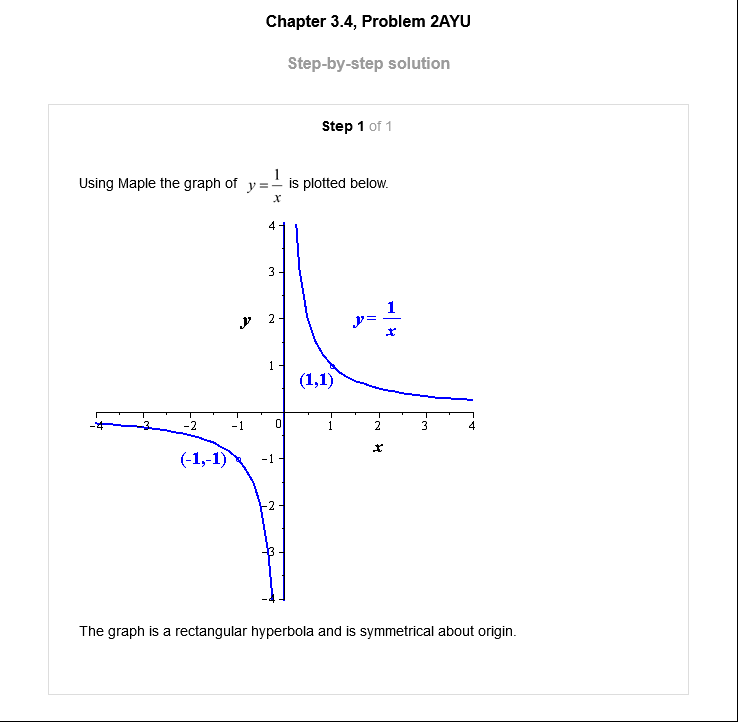 Chapter 3.4, Problem 2AYU
Step-by-step solution
Step 1 of 1
Using Maple the graph of y = 1/x is plotted below.
4
3
y 2
y = 1/x
1
(1,1)
-4 -3 -2 -1 0 1 2 3 4
x
(-1,-1) -1
-2
-3
-4
The graph is a rectangular hyperbola and is symmetrical about origin.